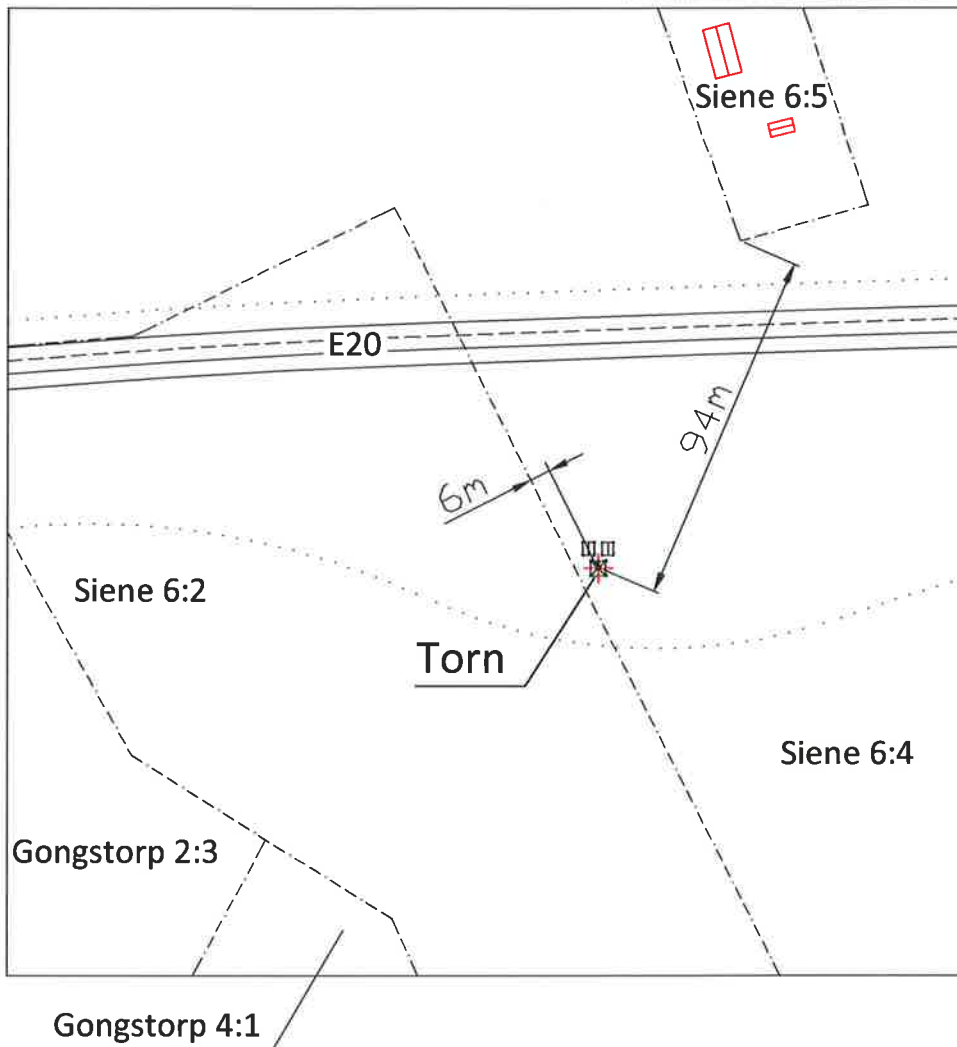 Siene 6:5
E20
94m
6m
Siene 6:2
Torn
Siene 6:4
Gongstorp 2:3
Gongstorp 4:1